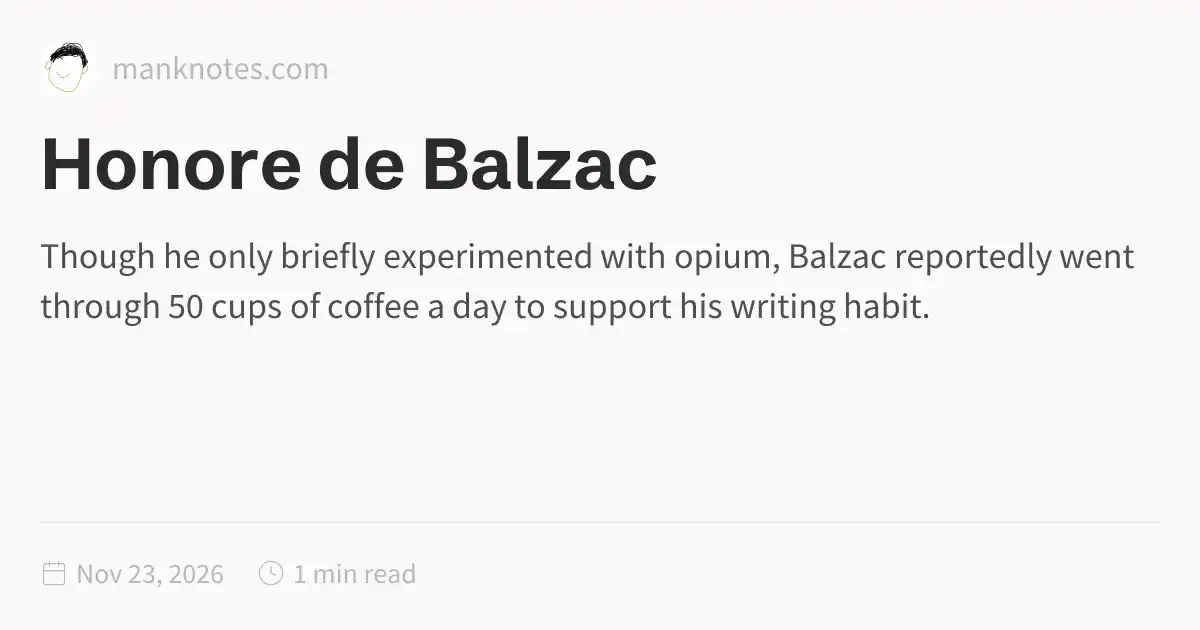 manknotes.com
Honore de Balzac
Though he only briefly experimented with opium, Balzac reportedly went
through 50 cups of coffee a day to support his writing habit.
Nov 23, 2026
1 min read